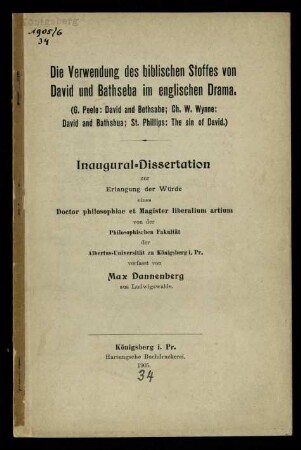 1905/6
34
Die Verwendung des biblischen Stoffes von
David und Bathseba im englischen Drama.
(G. Peele: David and Bethsabe; Ch. W. Wynne:
David and Bathshua; St. Phillips: The sin of David.)
Inaugural=Dissertation
zur
Erlangung der Würde
eines
Doctor philosophiae et Magister liberalium artium
von der
Philosophischen Fakultät
der
Albertus-Universität zu Königsberg i. Pr.
verfasst von
Max Dannenberg
aus Ludwigswalde.
Königsberg i. Pr.
Hartungsche Buchdruckerei.
1905.
34